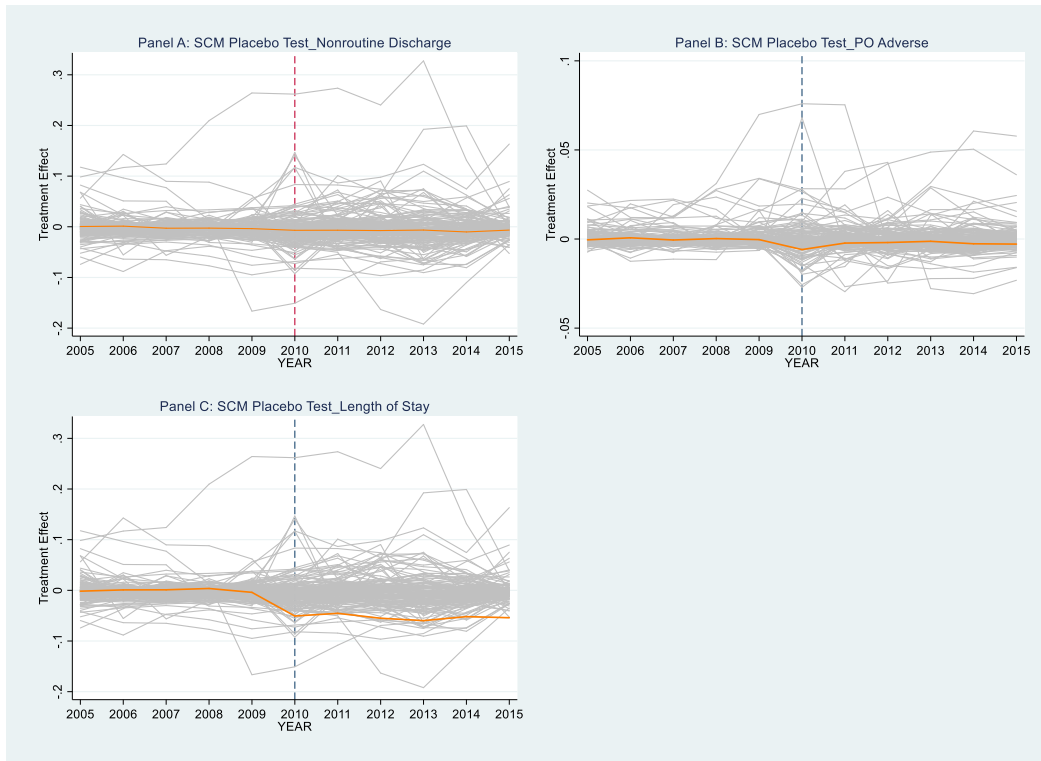 Panel A: SCM Placebo Test_Nonroutine Discharge
Treatment Effect
.3
.2
.1
0
-.1
-.2
2005 2006 2007 2008 2009 2010 2011 2012 2013 2014 2015
YEAR
Panel B: SCM Placebo Test_PO Adverse
Treatment Effect
.1
.05
0
-.05
2005 2006 2007 2008 2009 2010 2011 2012 2013 2014 2015
YEAR
Panel C: SCM Placebo Test_Length of Stay
Treatment Effect
.3
.2
.1
0
-.1
-.2
2005 2006 2007 2008 2009 2010 2011 2012 2013 2014 2015
YEAR